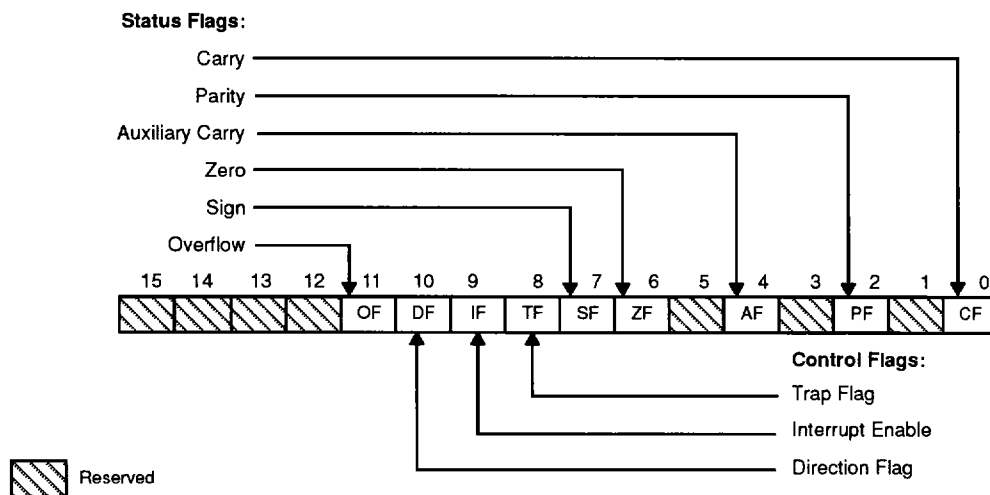 Status Flags:
Carry
Parity
Auxiliary Carry
Zero
Sign
Overflow
15 14 13 12 11 10 9 8 7 6 5 4 3 2 1 0
OF DF IF TF SF ZF AF PF CF
Control Flags:
Trap Flag
Interrupt Enable
Direction Flag
Reserved